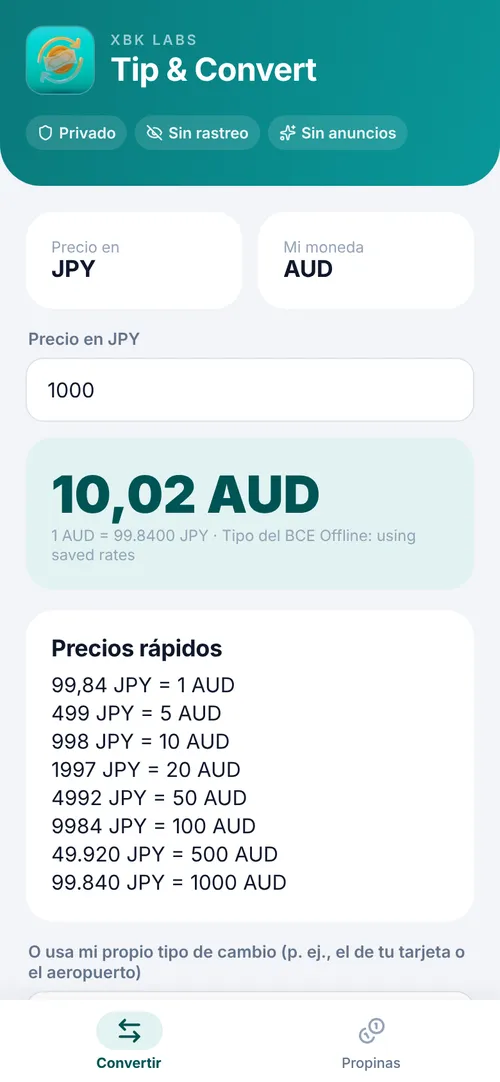 XBK LABS
Tip & Convert
Privado
Sin rastreo
Sin anuncios
Precio en
JPY
Mi moneda
AUD
Precio en JPY
1000
10,02 AUD
1 AUD = 99.8400 JPY · Tipo del BCE Offline: using
saved rates
Precios rápidos
99,84 JPY = 1 AUD
499 JPY = 5 AUD
998 JPY = 10 AUD
1997 JPY = 20 AUD
4992 JPY = 50 AUD
9984 JPY = 100 AUD
49.920 JPY = 500 AUD
99.840 JPY = 1000 AUD
O usa mi propio tipo de cambio (p. ej., el de tu tarjeta o
el aeropuerto)
Convertir
Propinas